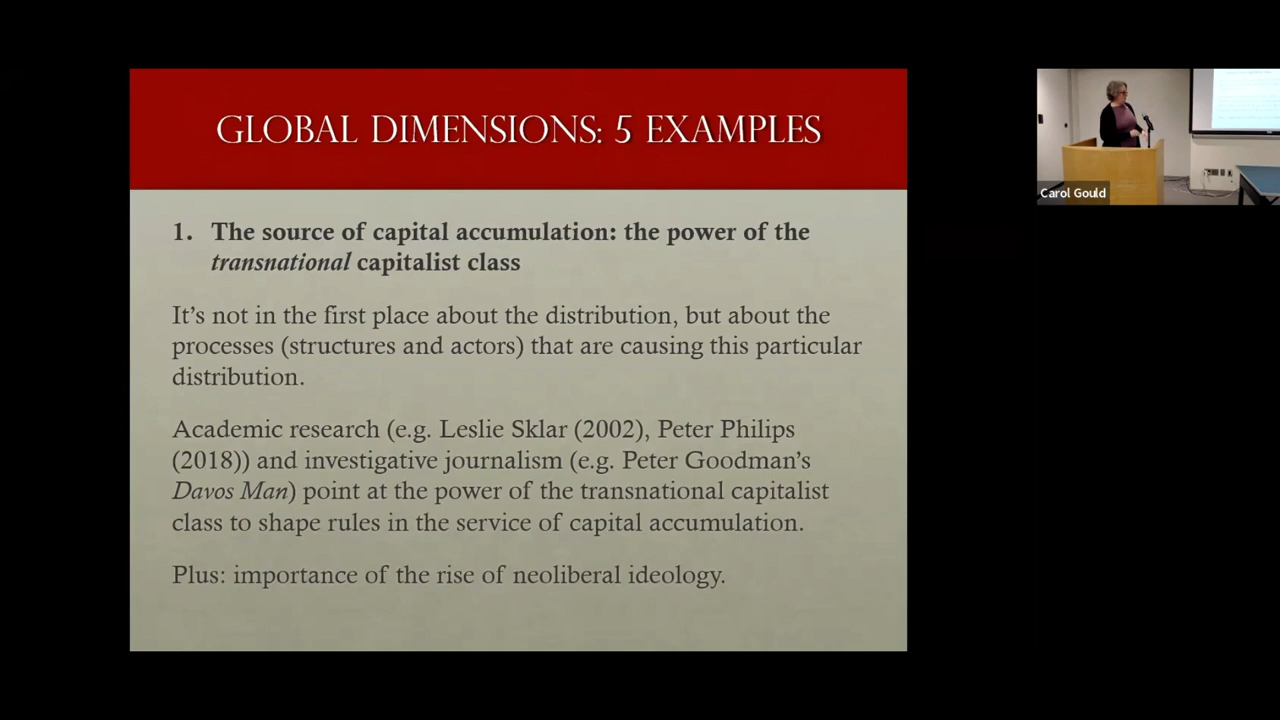 GLOBAL DIMENSIONS: 5 EXAMPLES
1. The source of capital accumulation: the power of the
transnational capitalist class
It’s not in the first place about the distribution, but about the
processes (structures and actors) that are causing this particular
distribution.
Academic research (e.g. Leslie Sklar (2002), Peter Philips
(2018)) and investigative journalism (e.g. Peter Goodman’s
Davos Man) point at the power of the transnational capitalist
class to shape rules in the service of capital accumulation.
Plus: importance of the rise of neoliberal ideology.
Carol Gould